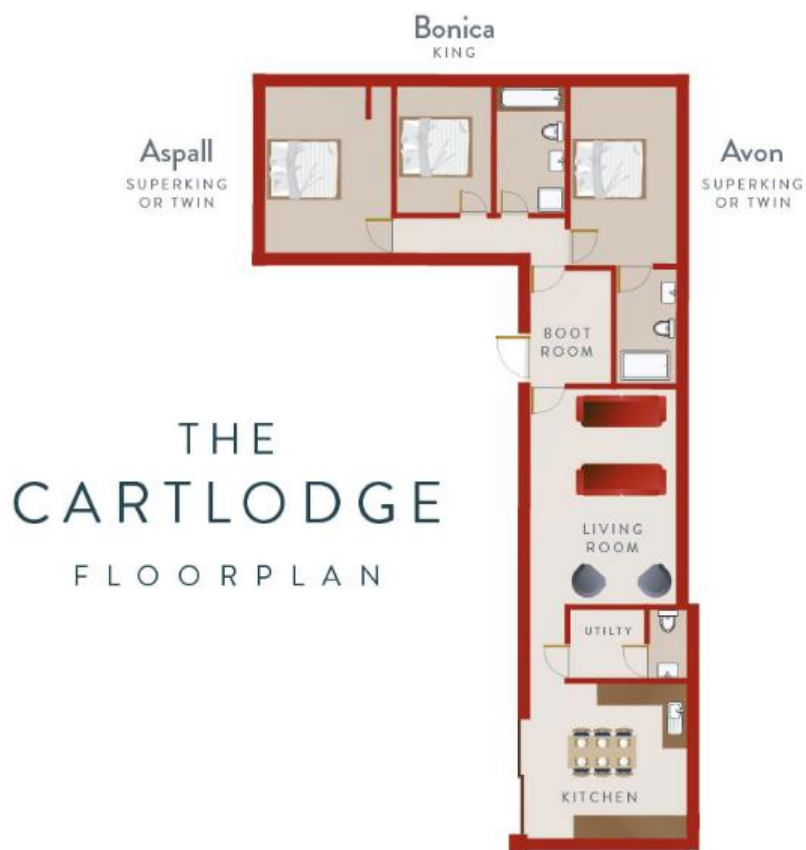 Bonica
KING
Aspall
SUPERKING
OR TWIN
Avon
SUPERKING
OR TWIN
BOOT
ROOM
THE
CARTLODGE
FLOORPLAN
LIVING
ROOM
UTILTY
KITCHEN